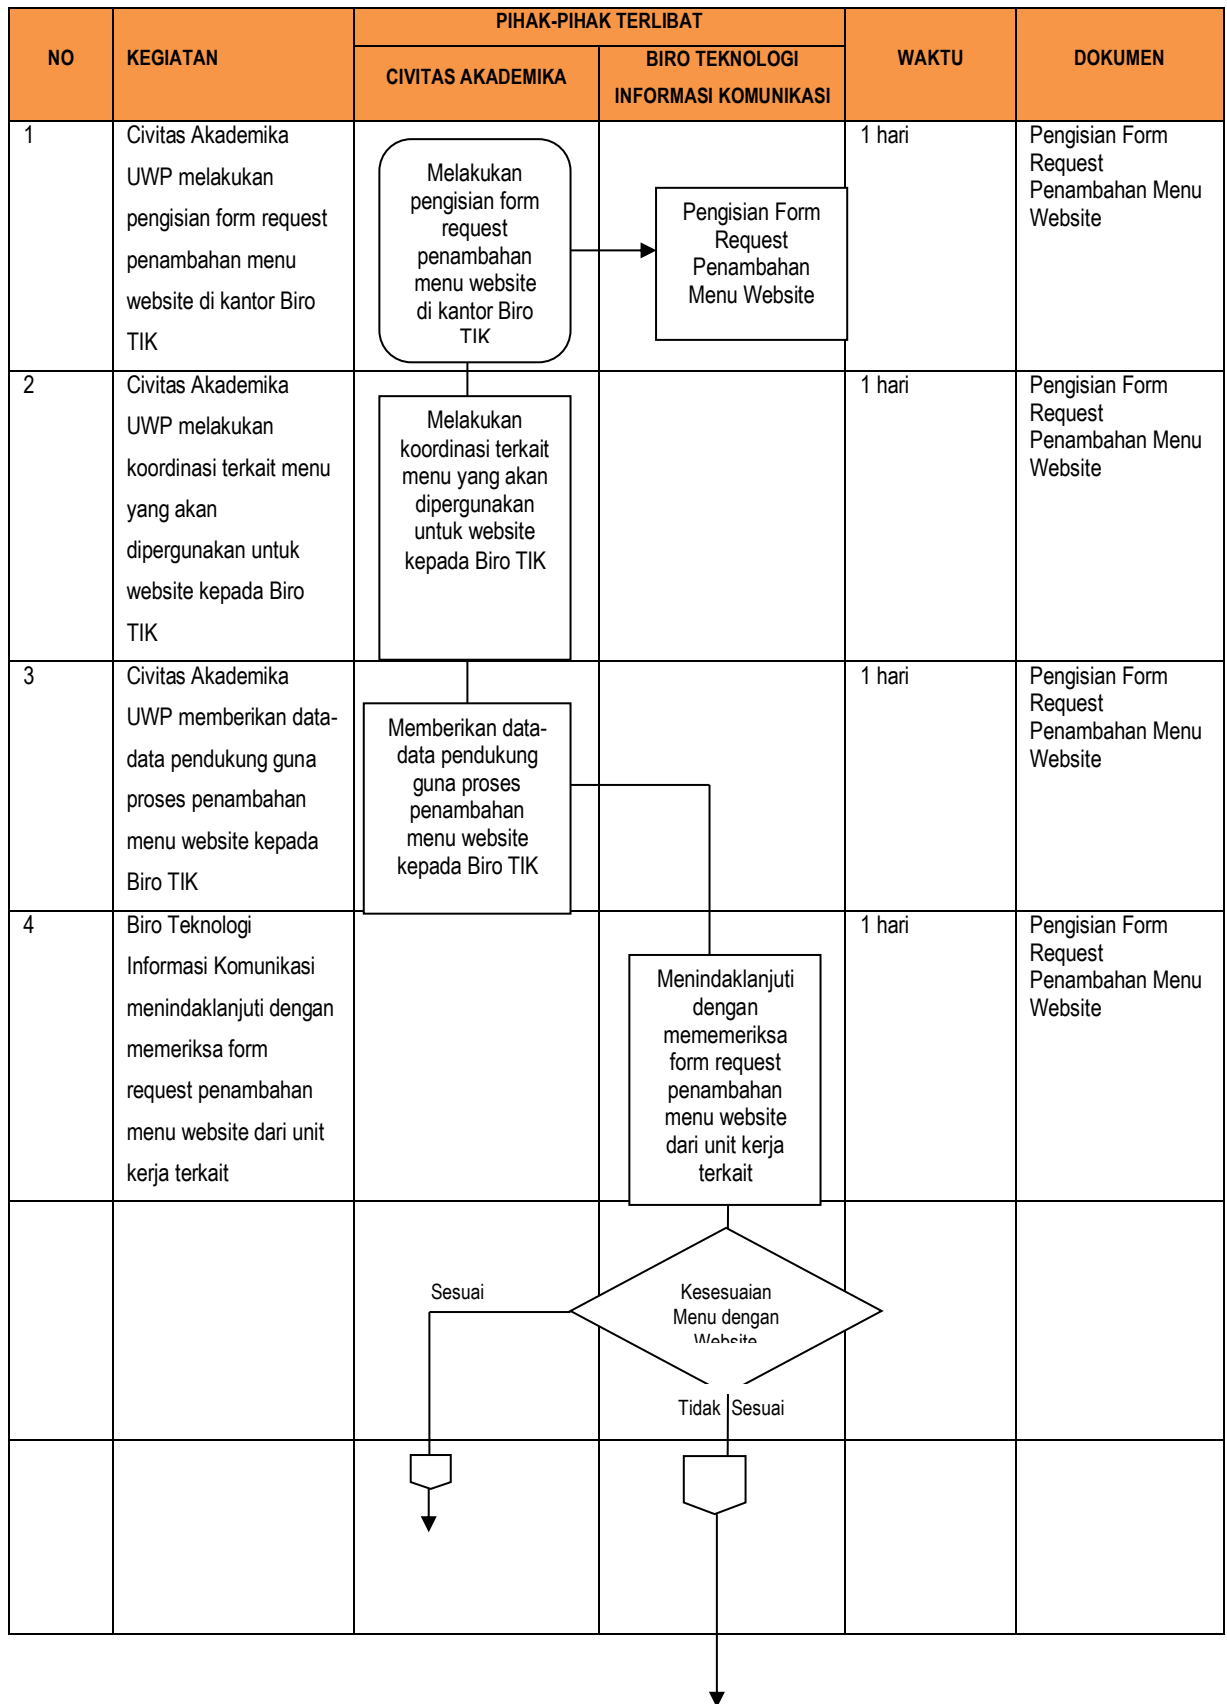 NO
KEGIATAN
PIHAK-PIHAK TERLIBAT
CIVITAS AKADEMIKA
BIRO TEKNOLOGI
INFORMASI KOMUNIKASI
WAKTU
DOKUMEN
1
Civitas Akademika
UWP melakukan
pengisian form request
penambahan menu
website di kantor Biro
TIK
Melakukan
pengisian form
request
penambahan
menu website
di kantor Biro
TIK
Pengisian Form
Request
Penambahan
Menu Website
1 hari
Pengisian Form
Request
Penambahan Menu
Website
2
Civitas Akademika
UWP melakukan
koordinasi terkait menu
yang akan
dipergunakan untuk
website kepada Biro
TIK
Melakukan
koordinasi terkait
menu yang akan
dipergunakan
untuk website
kepada Biro TIK
1 hari
Pengisian Form
Request
Penambahan Menu
Website
3
Civitas Akademika
UWP memberikan data-
data pendukung guna
proses penambahan
menu website kepada
Biro TIK
Memberikan data-
data pendukung
guna proses
penambahan
menu website
kepada Biro TIK
1 hari
Pengisian Form
Request
Penambahan Menu
Website
4
Biro Teknologi
Informasi Komunikasi
menindaklanjuti dengan
memeriksa form
request penambahan
menu website dari unit
kerja terkait
Menindaklanjuti
dengan
mememeriksa
form request
penambahan
menu website
dari unit kerja
terkait
1 hari
Pengisian Form
Request
Penambahan Menu
Website
Sesuai
Kesesuaian
Menu dengan
Website
Tidak Sesuai